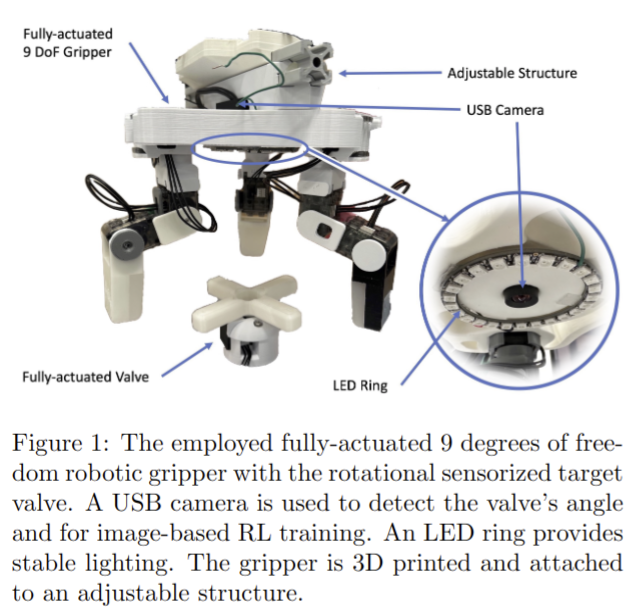 Fully-actuated
9 DoF Gripper
Adjustable Structure
USB Camera
Fully-actuated Valve
LED Ring
Figure 1: The employed fully-actuated 9 degrees of free-
dom robotic gripper with the rotational sensorized target
valve. A USB camera is used to detect the valve's angle
and for image-based RL training. An LED ring provides
stable lighting. The gripper is 3D printed and attached
to an adjustable structure.